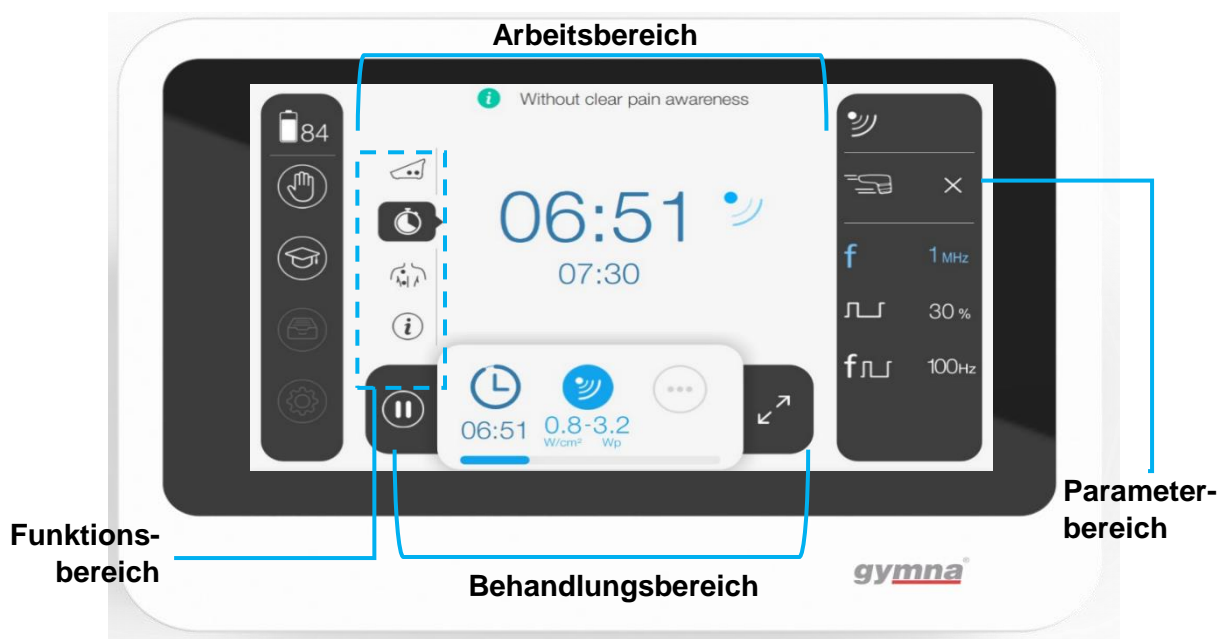 Arbeitsbereich
i Without clear pain awareness
84
06:51
07:30
f 1 MHz
30 %
f 100Hz
i
06:51 0.8-3.2
W/cm² Wp
Parameter-
bereich
Funktions-
bereich
Behandlungsbereich
gymna®